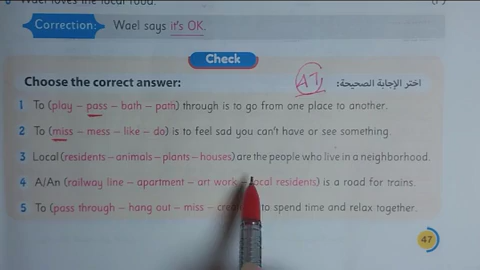 Wael loves the local food.
Correction: Wael says it's OK.
Check
Choose the correct answer: A7 اختر الإجابة الصحيحة:
1 To (play – pass – bath – path) through is to go from one place to another.
2 To (miss – mess – like – do) is to feel sad you can't have or see something.
3 Local (residents – animals – plants – houses) are the people who live in a neighborhood.
4 A/An (railway line – apartment – art work – local residents) is a road for trains.
5 To (pass through – hang out – miss – to spend time and relax together.
47